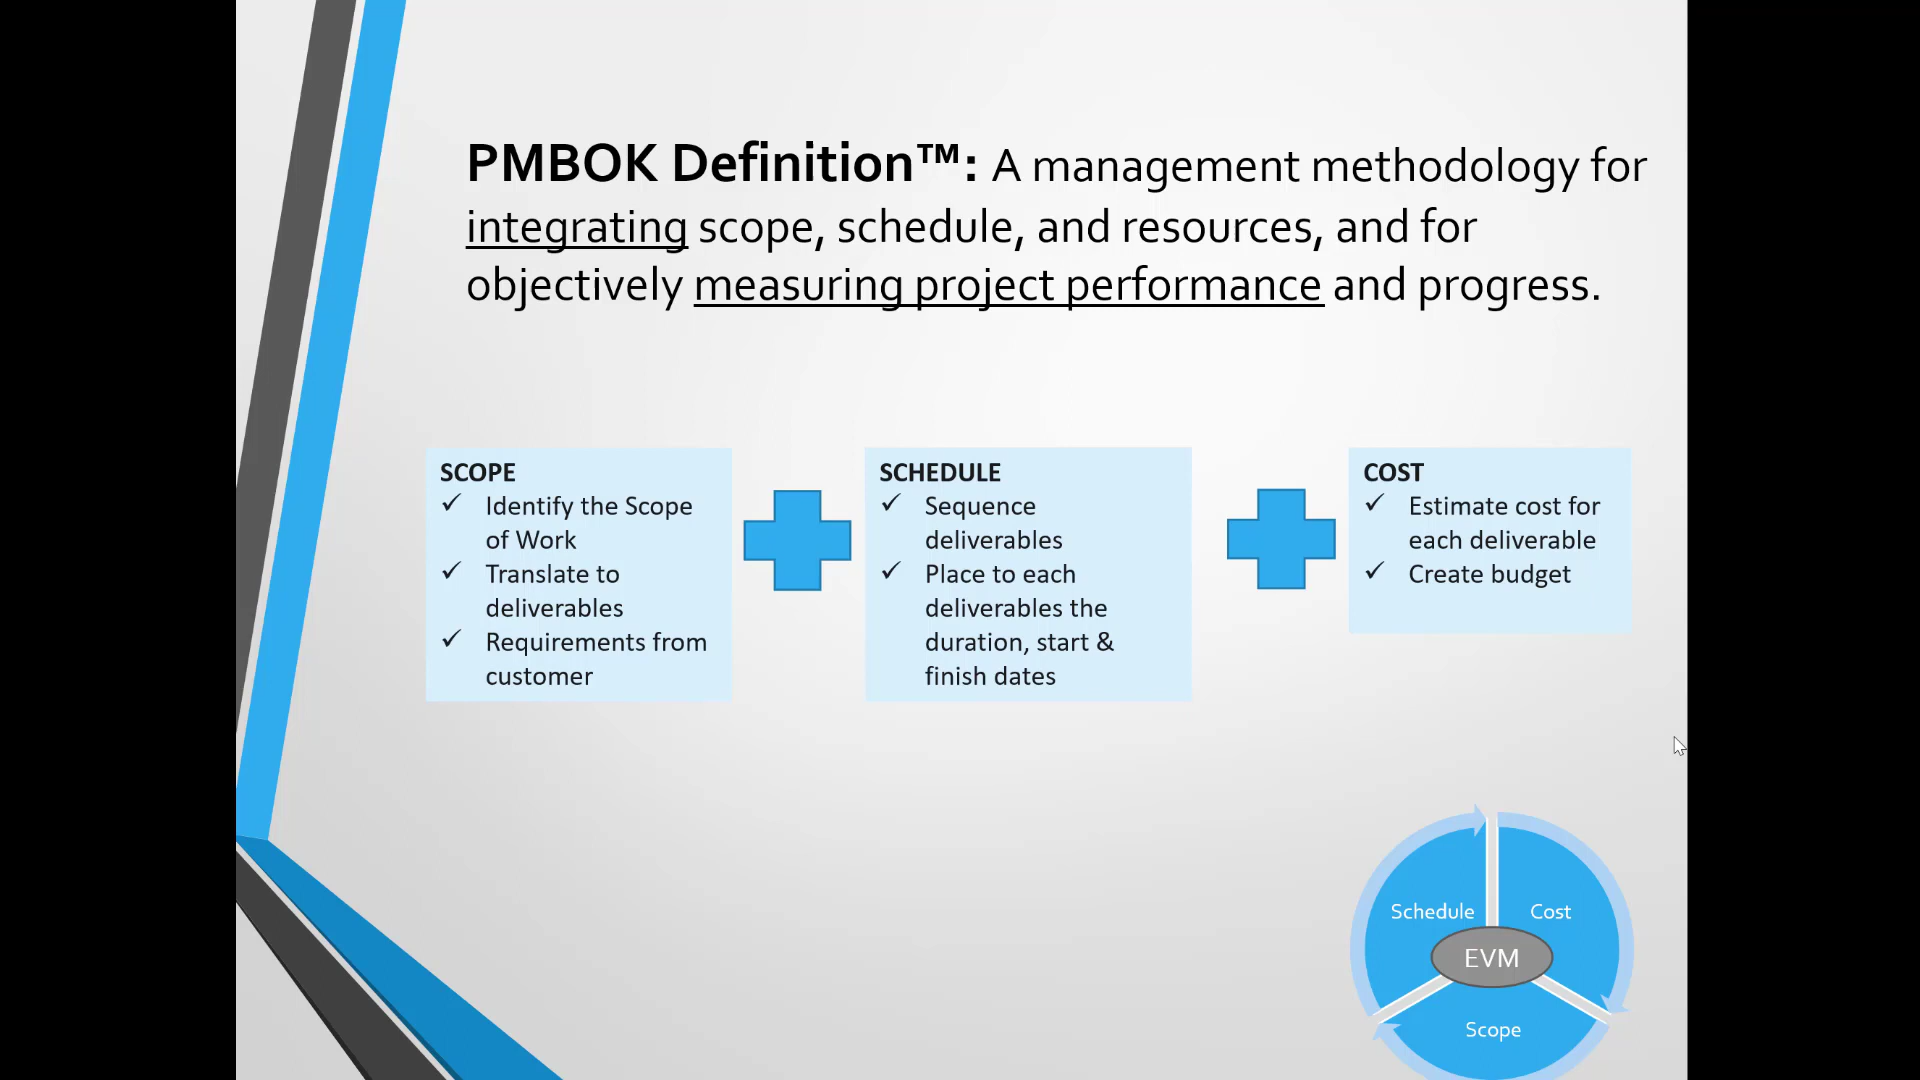 PMBOK Definition™: A management methodology for
integrating scope, schedule, and resources, and for
objectively measuring project performance and progress.
SCOPE
✓ Identify the Scope
of Work
✓ Translate to
deliverables
✓ Requirements from
customer
SCHEDULE
✓ Sequence
deliverables
✓ Place to each
deliverables the
duration, start &
finish dates
COST
✓ Estimate cost for
each deliverable
✓ Create budget
Schedule
Cost
EVM
Scope